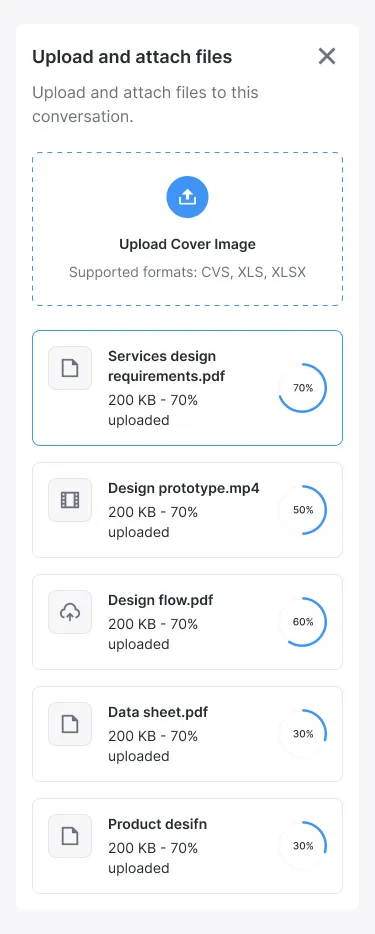 Upload and attach files
Upload and attach files to this
conversation.
Upload Cover Image
Supported formats: CVS, XLS, XLSX
Services design
requirements.pdf
200 KB - 70%
uploaded
70%
Design prototype.mp4
200 KB - 70%
uploaded
50%
Design flow.pdf
200 KB - 70%
uploaded
60%
Data sheet.pdf
200 KB - 70%
uploaded
30%
Product desifn
200 KB - 70%
uploaded
30%